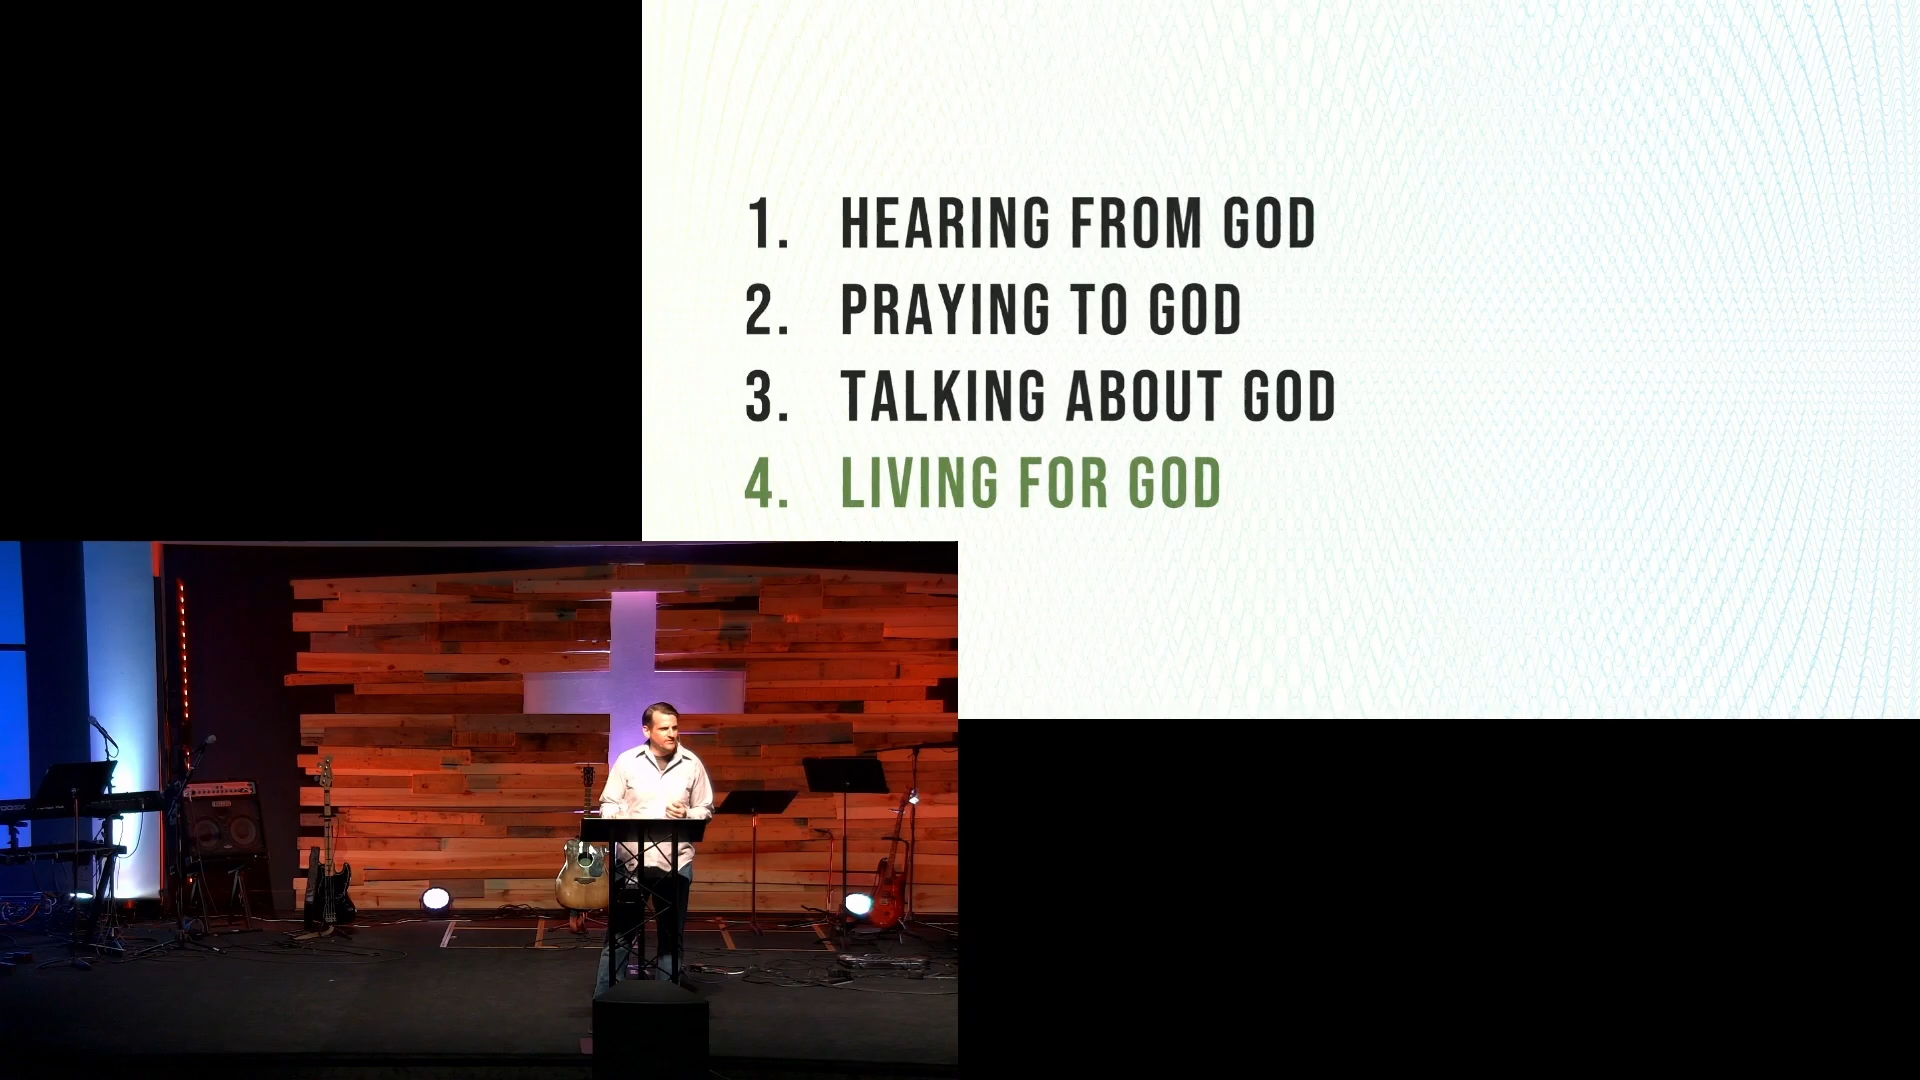 1. HEARING FROM GOD
2. PRAYING TO GOD
3. TALKING ABOUT GOD
4. LIVING FOR GOD